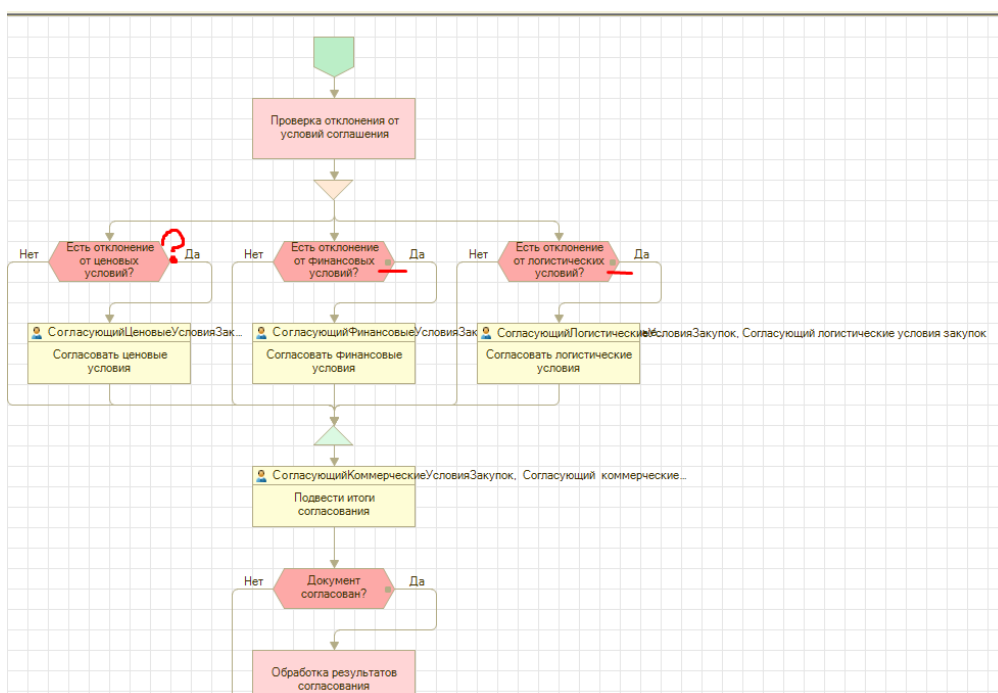 Проверка отклонения от
условий соглашения
Есть отклонение
от ценовых
условий?
?
Нет
Да
Есть отклонение
от финансовых
условий?
Нет
Да
Есть отклонение
от логистических
условий?
Нет
Да
СогласующийЦеновыеУсловияЗак...
Согласовать ценовые
условия
СогласующийФинансовыеУсловияЗак
Согласовать финансовые
условия
СогласующийЛогистическиеУсловияЗакупок, Согласующий логистические условия закупок
Согласовать логистические
условия
СогласующийКоммерческиеУсловияЗакупок, Согласующий коммерческие...
Подвести итоги
согласования
Нет
Документ
согласован?
Да
Обработка результатов
согласования